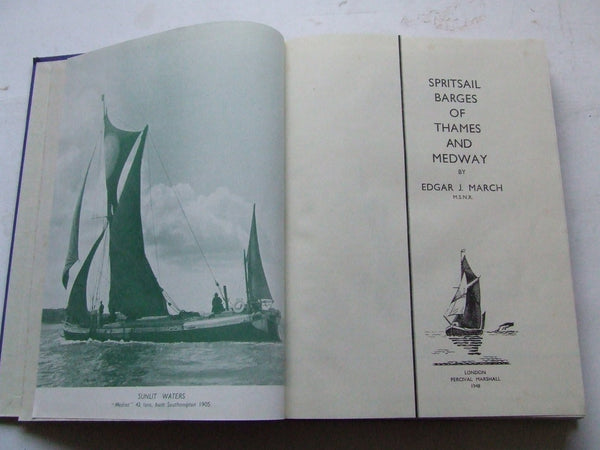 SUNLIT WATERS
42 tons, built Southampton 1905.
SPRITSAIL
BARGES
OF
THAMES
AND
MEDWAY
BY
EDGAR J. MARCH
M.S.N.R.
LONDON
PERCIVAL MARSHALL
1948